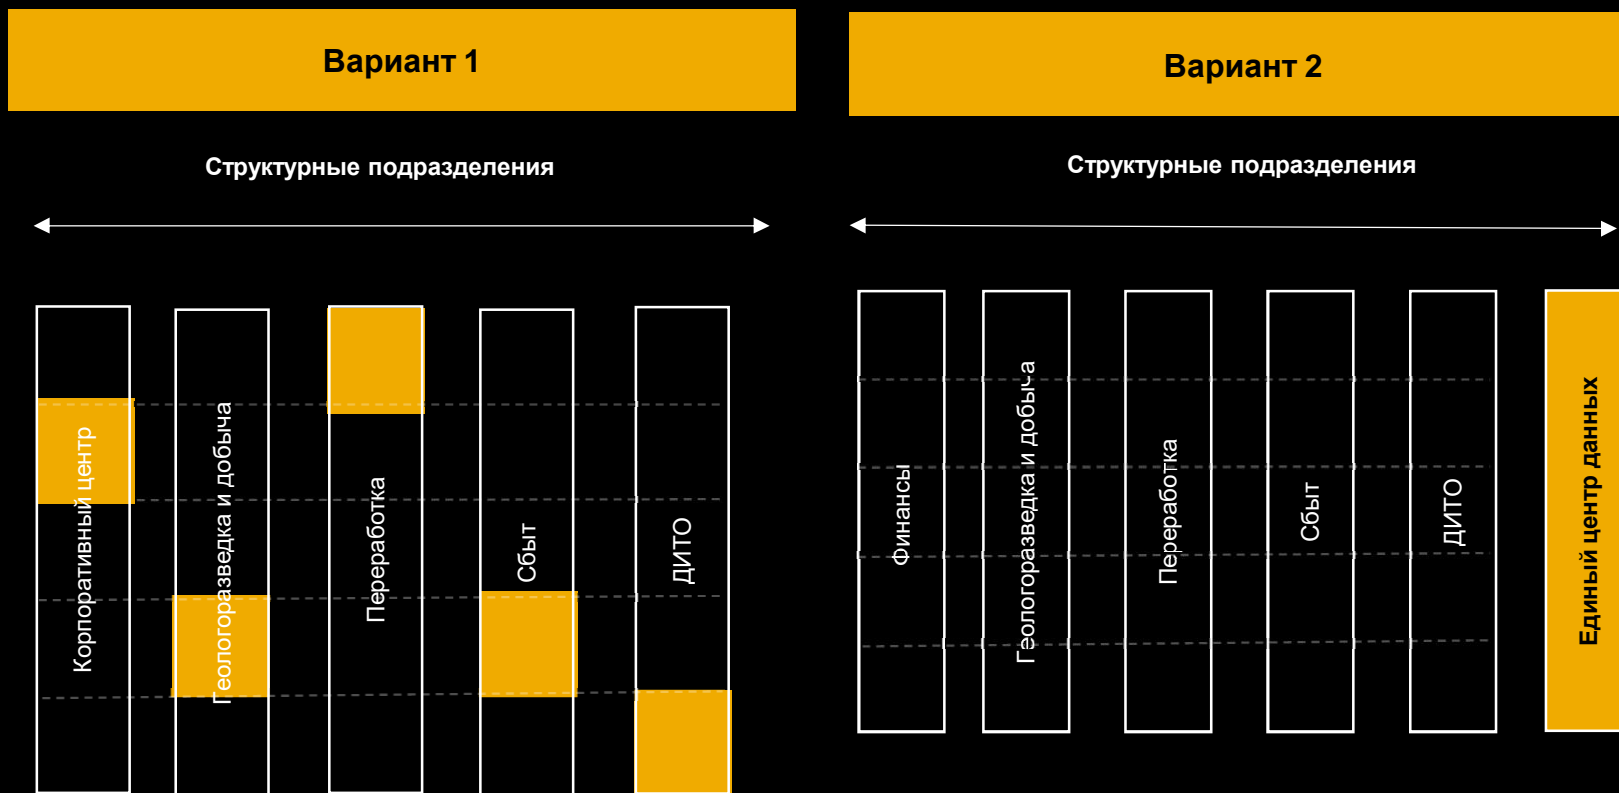 Вариант 1
Структурные подразделения
Корпоративный центр
Геологоразведка и добыча
Переработка
Сбыт
ДИТО
Вариант 2
Структурные подразделения
Финансы
Геологоразведка и добыча
Переработка
Сбыт
ДИТО
Единый центр данных